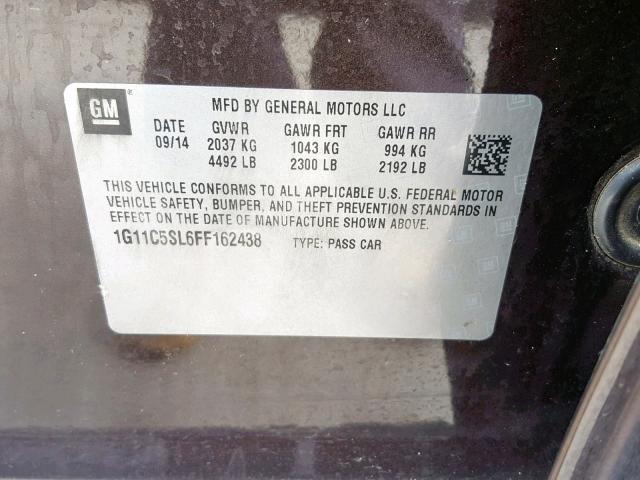 GM
MFD BY GENERAL MOTORS LLC
DATE GVWR GAWR FRT GAWR RR
09/14 2037 KG 1043 KG 994 KG
4492 LB 2300 LB 2192 LB
THIS VEHICLE CONFORMS TO ALL APPLICABLE U.S. FEDERAL MOTOR
VEHICLE SAFETY, BUMPER, AND THEFT PREVENTION STANDARDS IN
EFFECT ON THE DATE OF MANUFACTURE SHOWN ABOVE.
1G11C5SL6FF162438 TYPE: PASS CAR